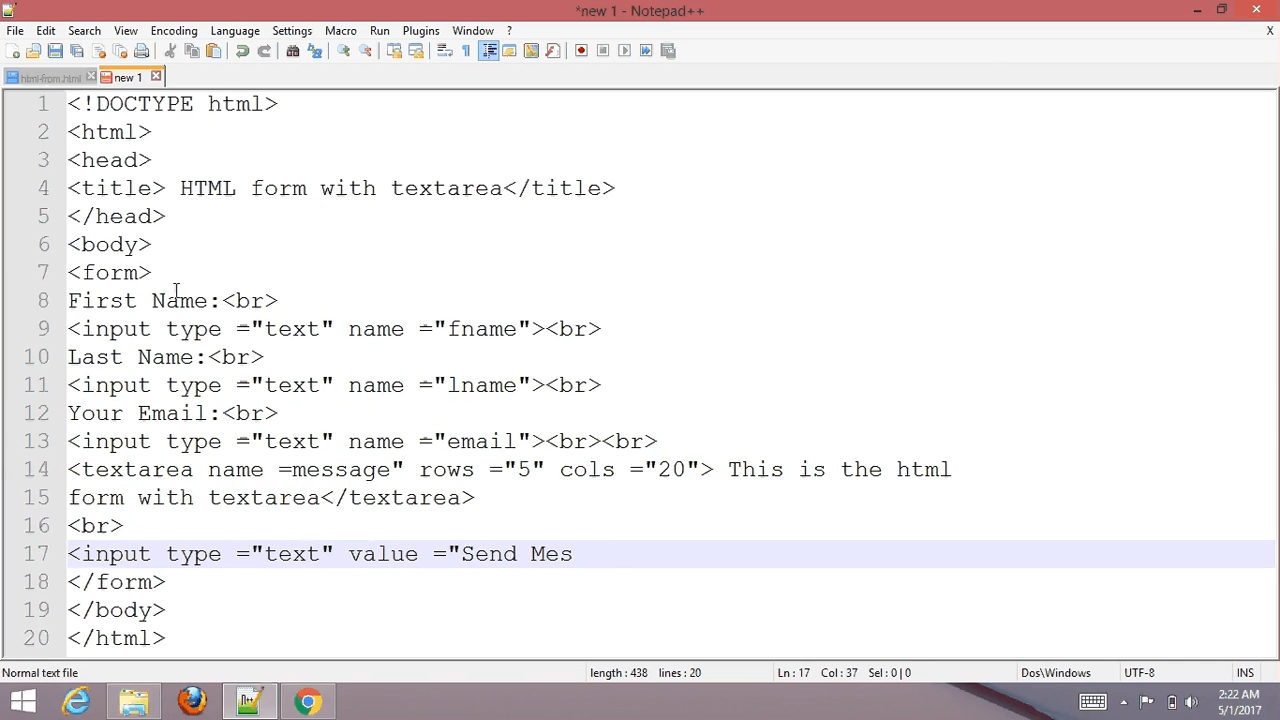 *new 1 - Notepad++
File Edit Search View Encoding Language Settings Macro Run Plugins Window ? X
html-from.html new 1
1 <!DOCTYPE html>
2 <html>
3 <head>
4 <title> HTML form with textarea</title>
5 </head>
6 <body>
7 <form>
8 First Name:<br>
9 <input type ="text" name ="fname"><br>
10 Last Name:<br>
11 <input type ="text" name ="lname"><br>
12 Your Email:<br>
13 <input type ="text" name ="email"><br><br>
14 <textarea name =message" rows ="5" cols ="20"> This is the html
15 form with textarea</textarea>
16 <br>
17 <input type ="text" value ="Send Mes
18 </form>
19 </body>
20 </html>
Normal text file length : 438 lines : 20 Ln : 17 Col : 37 Sel : 0 | 0 Dos\Windows UTF-8 INS
2:22 AM
5/1/2017